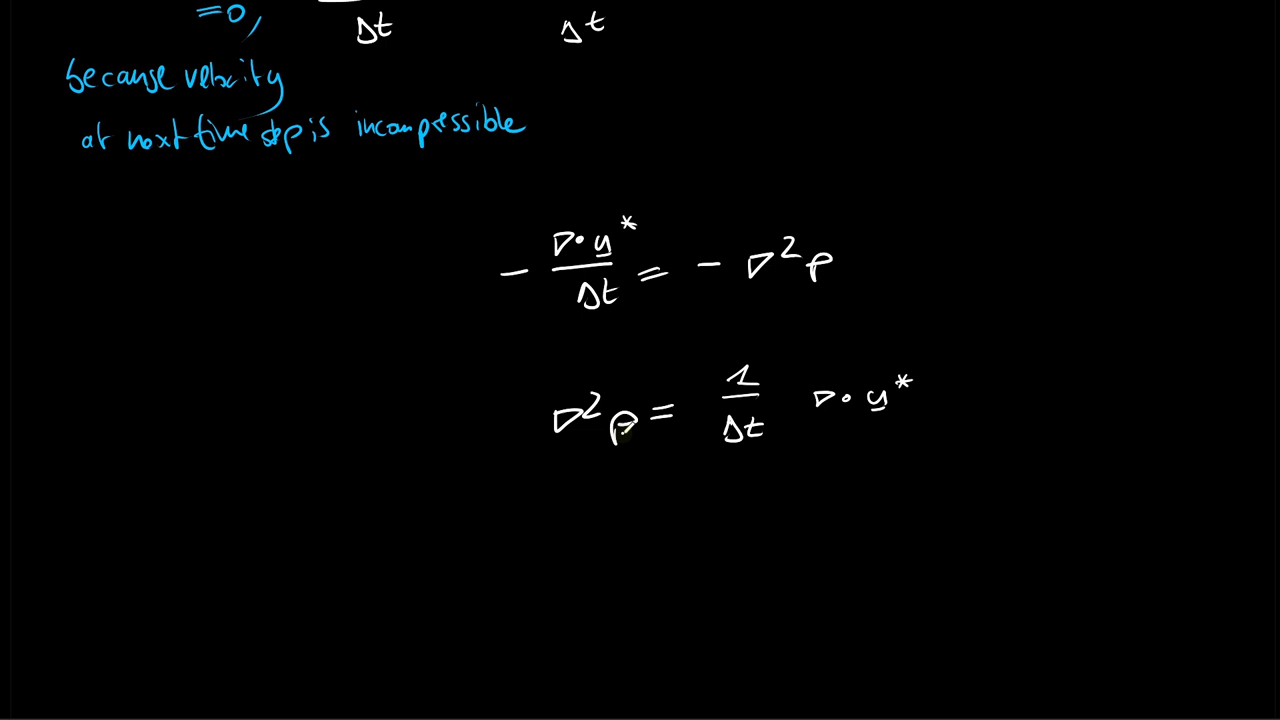 =0, Δt Δt
because velocity
at next time step is incompressible
- ∇·u* / Δt = - ∇²p
∇²p = 1/Δt ∇·u*